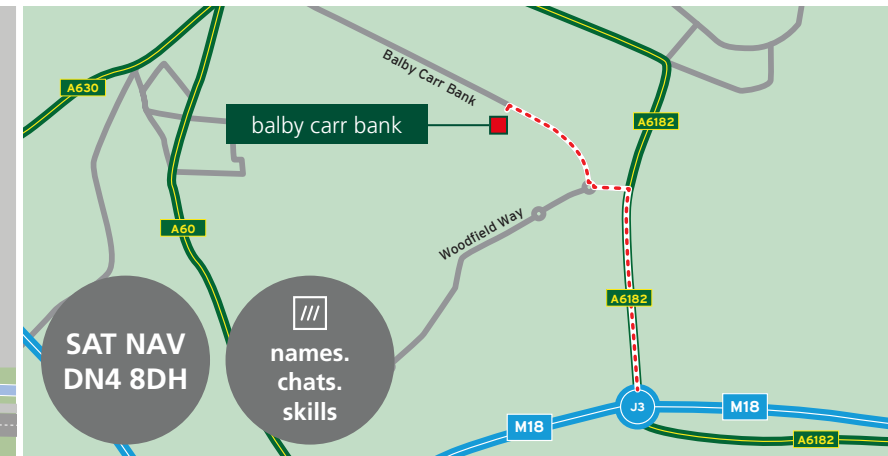 Balby Carr Bank
A630
balby carr bank
A6182
A60
Woodfield Way
A6182
SAT NAV
DN4 8DH
///
names.
chats.
skills
J3
M18
M18
A6182